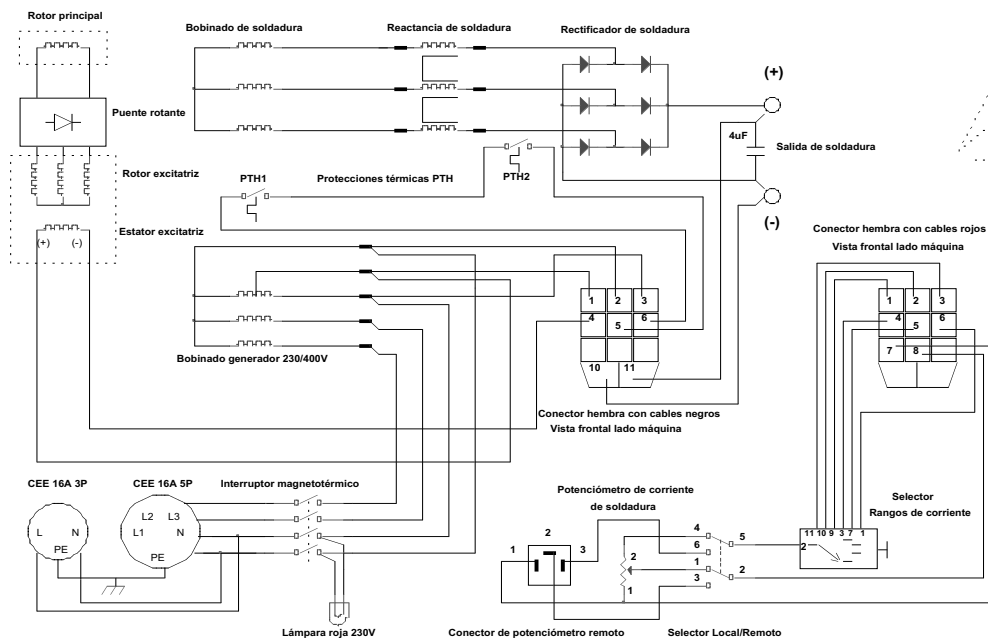 Rotor principal
Bobinado de soldadura
Reactancia de soldadura
Rectificador de soldadura
(+)
Puente rotante
4uF
Salida de soldadura
PTH2
Rotor excitatriz
PTH1
Protecciones térmicas PTH
(-)
Estator excitatriz
(+) (-)
Conector hembra con cables rojos
Vista frontal lado máquina
1 2 3
4 5 6
10 11
1 2 3
4 5 6
7 8
Bobinado generador 230/400V
Conector hembra con cables negros
Vista frontal lado máquina
CEE 16A 3P
CEE 16A 5P
Interruptor magnetotérmico
L N
PE
L2 L3
L1 N
PE
Potenciómetro de corriente
de soldadura
Selector
Rangos de corriente
2
1 3
2
1
4
6
1
3
5
2
11 10 9 3 7 1
2
Lámpara roja 230V
Conector de potenciómetro remoto
Selector Local/Remoto